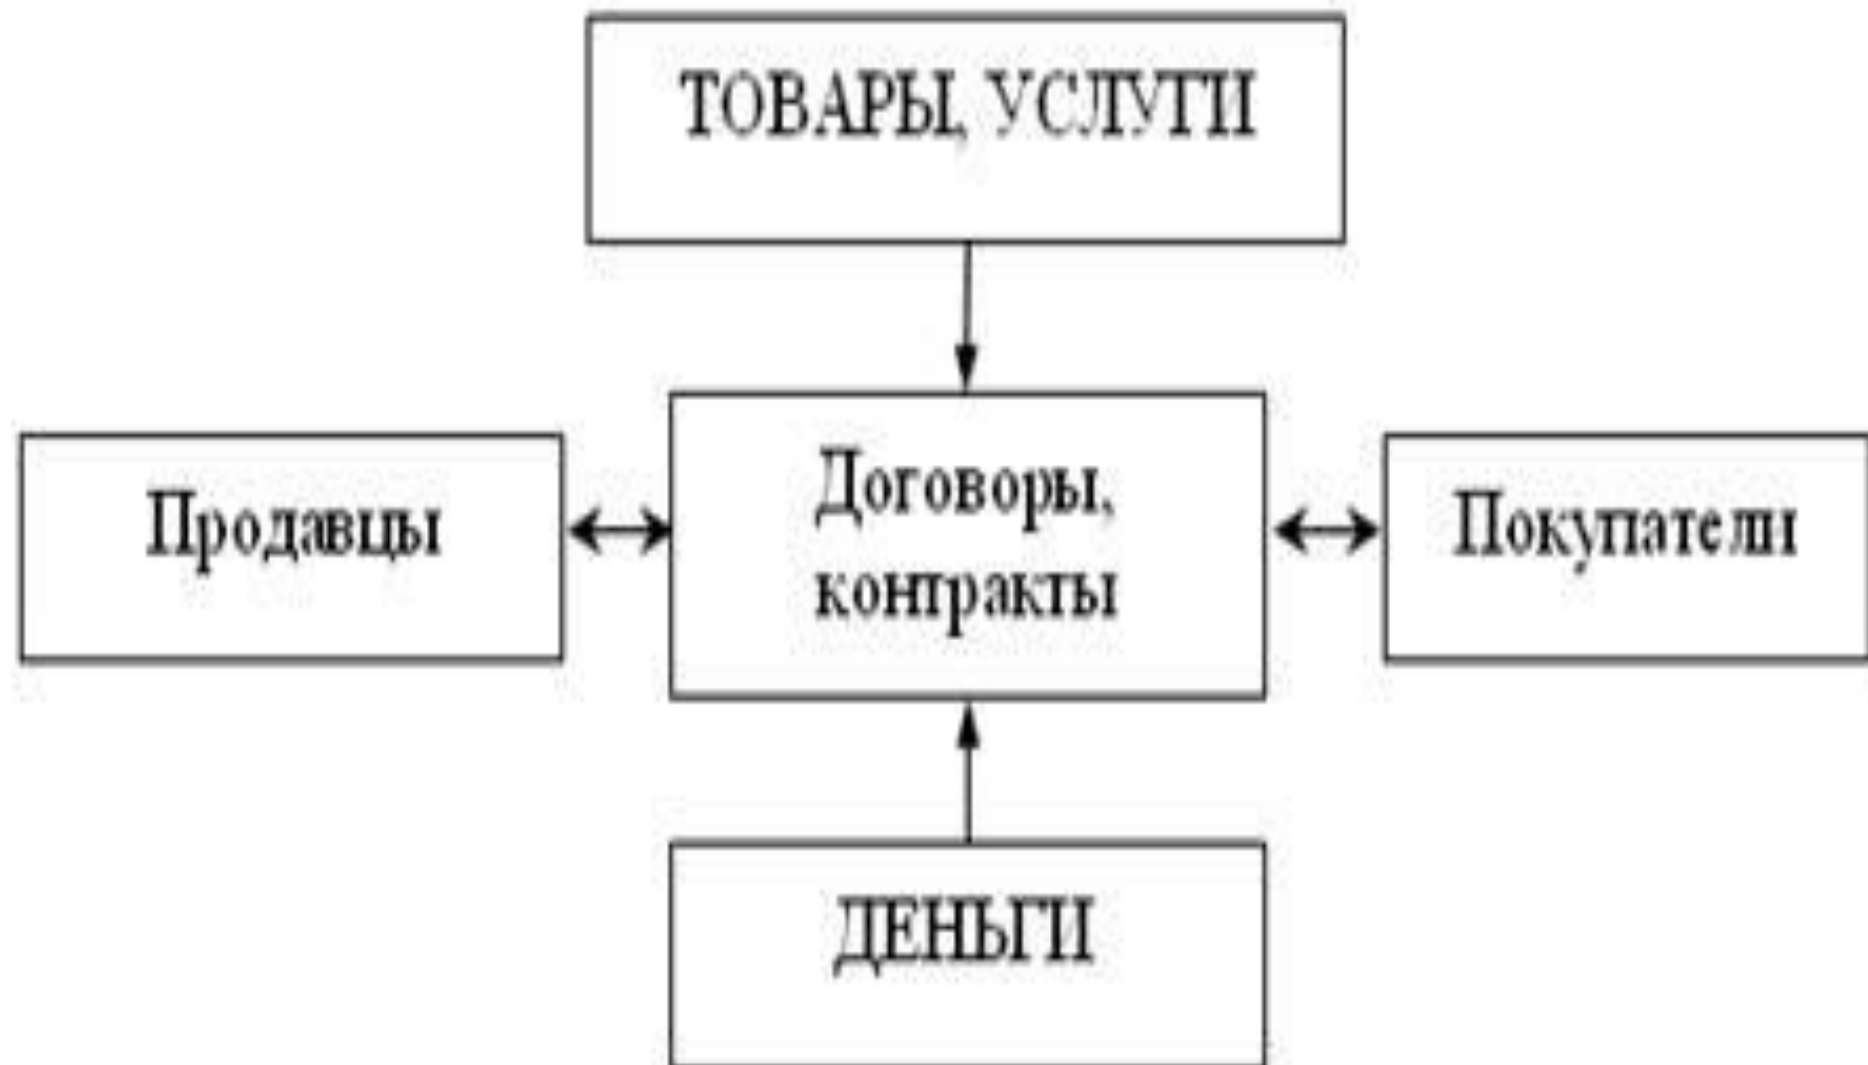 ТОВАРЫ, УСЛУГИ
Продавцы
Договоры,
контракты
Покупатели
ДЕНЬГИ